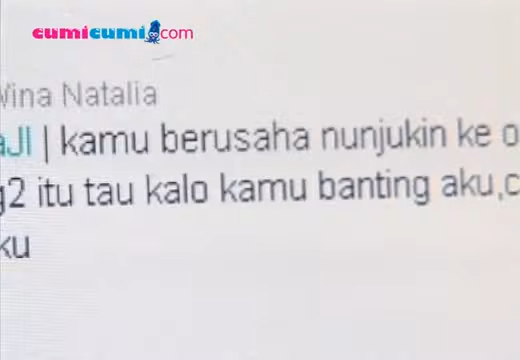 cumicumi.com
Wina Natalia
aJI | kamu berusaha nunjukin ke o
g2 itu tau kalo kamu banting aku,c
ku